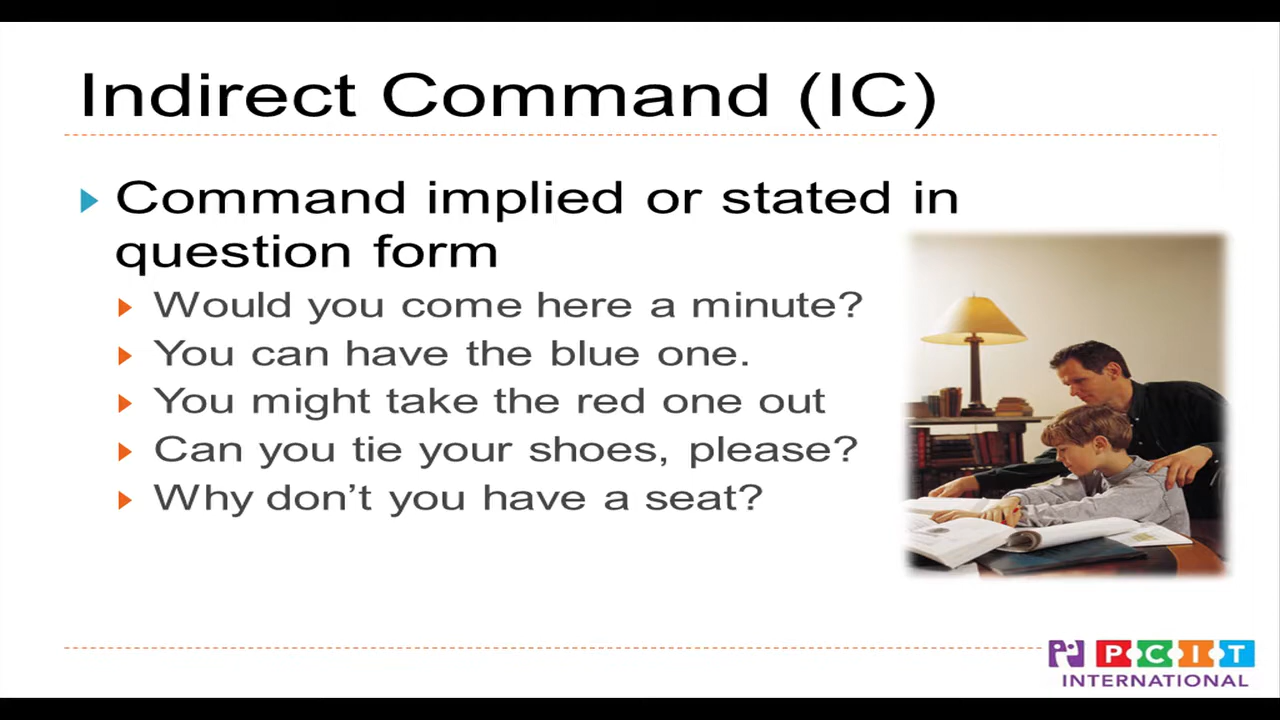 Indirect Command (IC)
Command implied or stated in
question form
Would you come here a minute?
You can have the blue one.
You might take the red one out
Can you tie your shoes, please?
Why don’t you have a seat?
PCIT
INTERNATIONAL